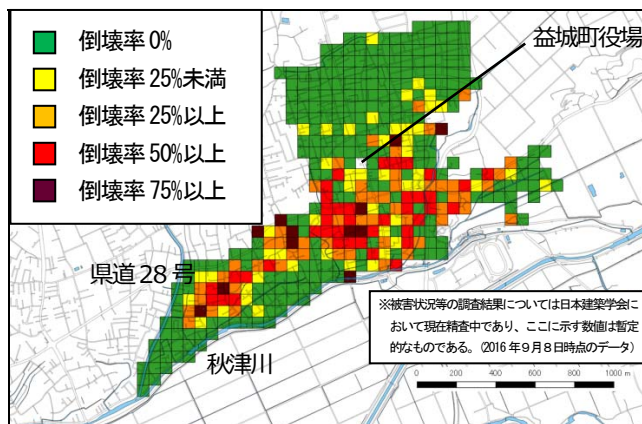 倒壊率 0%
倒壊率 25%未満
倒壊率 25%以上
倒壊率 50%以上
倒壊率 75%以上
益城町役場
県道 28 号
秋津川
※被害状況等の調査結果については日本建築学会に
おいて現在精査中であり、ここに示す数値は暫定
的なものである。(2016 年9月8日時点のデータ)
0 200 400 600 800 1000 m